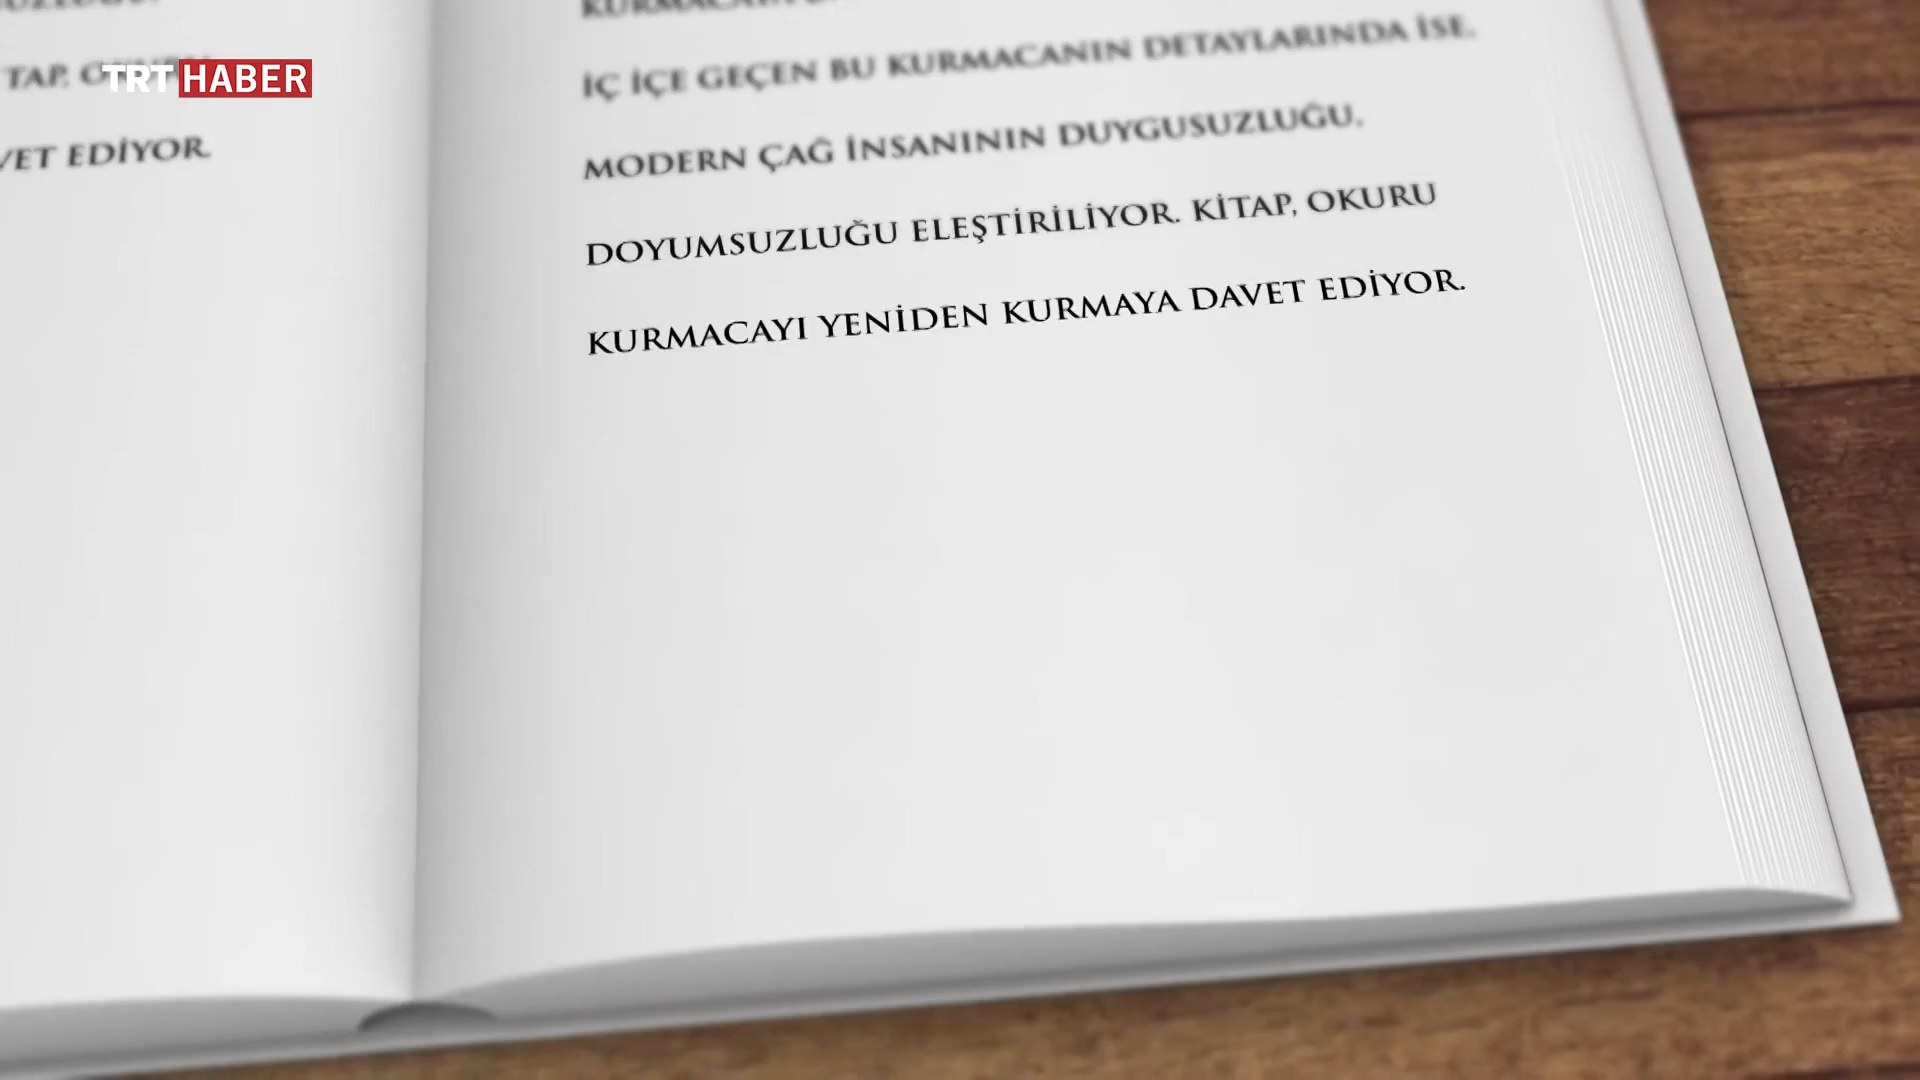 TRT HABER
VET EDİYOR.
İÇ İÇE GEÇEN BU KURMACANIN DETAYLARINDA İSE,
MODERN ÇAĞ İNSANININ DUYGUSUZLUĞU,
DOYUMSUZLUĞU ELEŞTİRİLİYOR. KİTAP, OKURU
KURMACAYI YENİDEN KURMAYA DAVET EDİYOR.